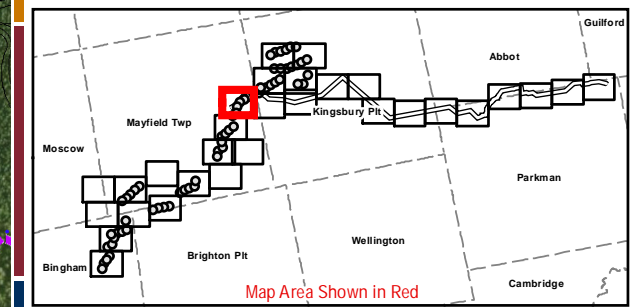 Guilford
Abbot
Kingsbury Plt
Mayfield Twp
Moscow
Parkman
Wellington
Brighton Plt
Bingham
Cambridge
Map Area Shown in Red